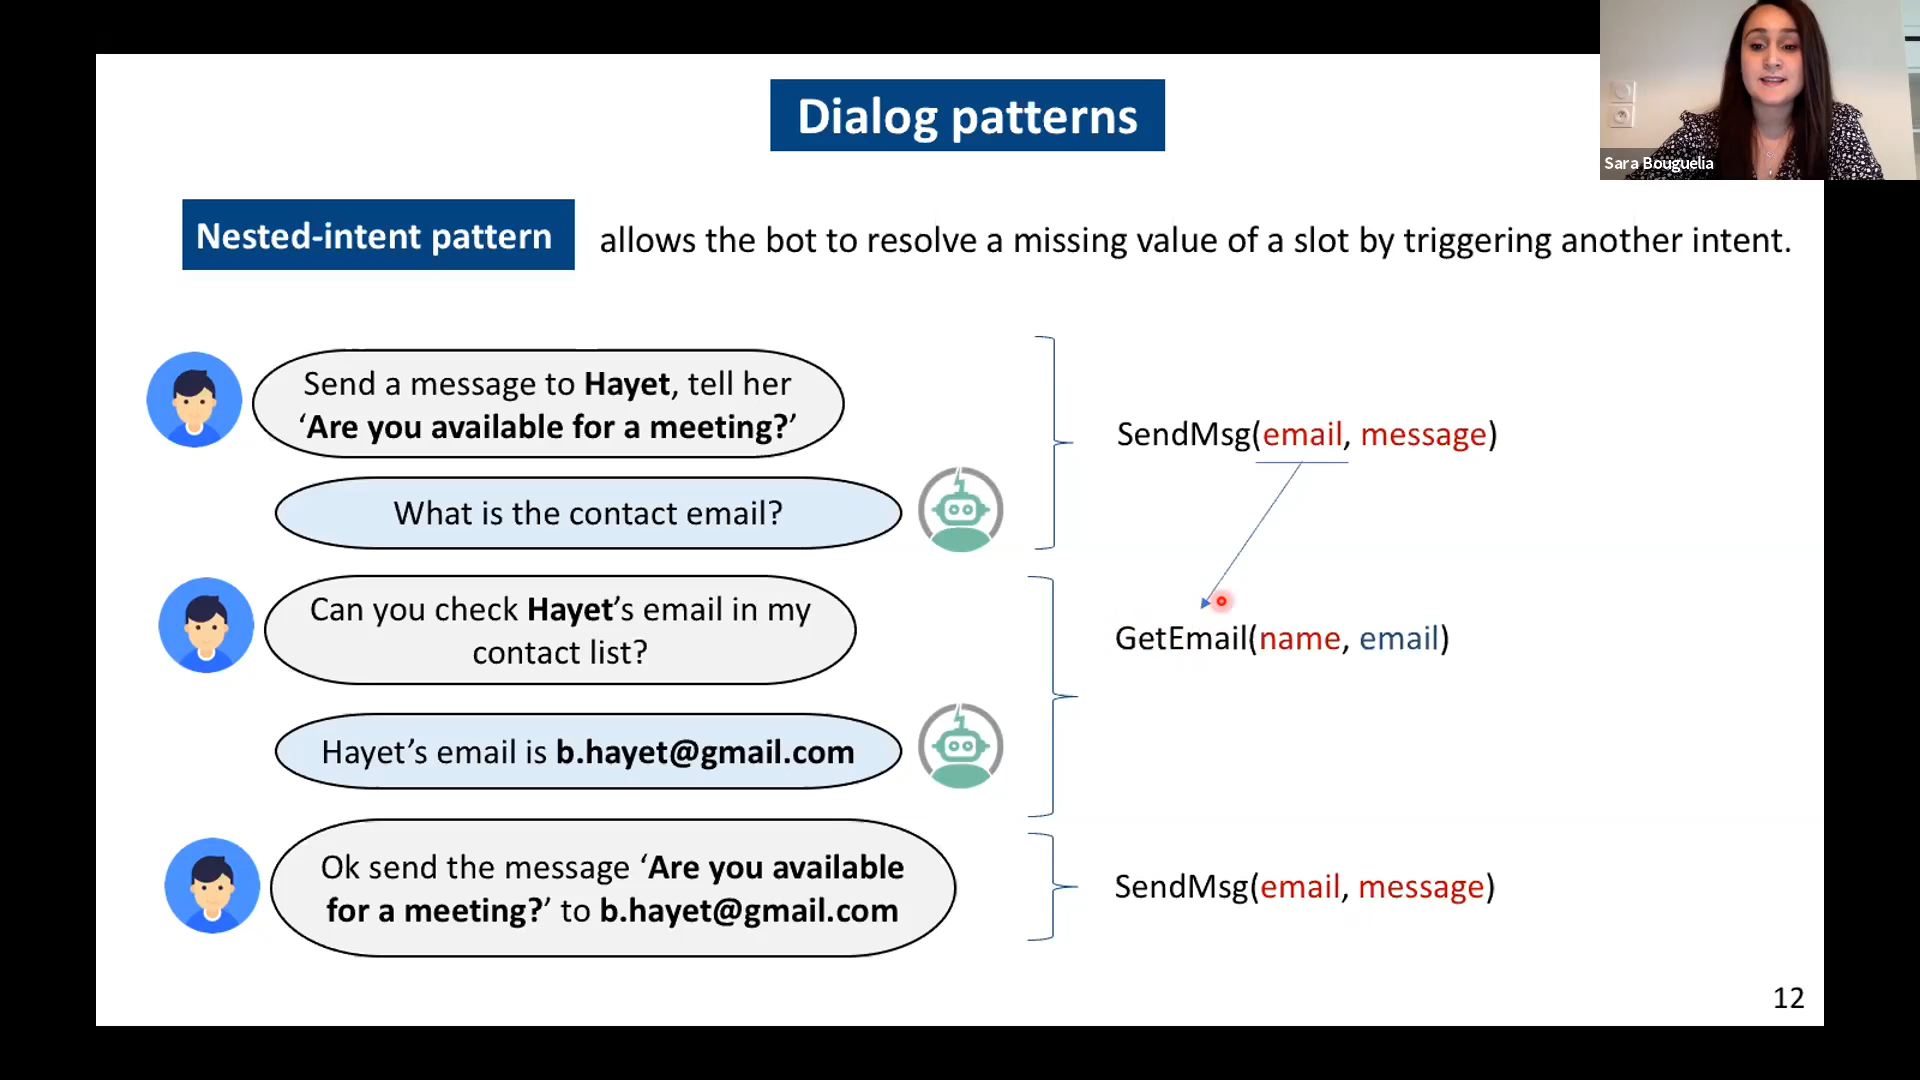 Dialog patterns
Sara Bouguelia
Nested-intent pattern allows the bot to resolve a missing value of a slot by triggering another intent.
Send a message to Hayet, tell her
‘Are you available for a meeting?’
SendMsg(email, message)
What is the contact email?
Can you check Hayet’s email in my
contact list?
GetEmail(name, email)
Hayet’s email is b.hayet@gmail.com
Ok send the message ‘Are you available
for a meeting?’ to b.hayet@gmail.com
SendMsg(email, message)
12